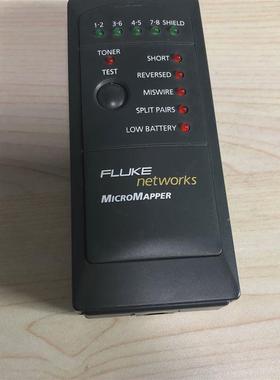 1-2 3-6 4-5 7-8 SHIELD
TONER
SHORT
TEST
REVERSED
MISWIRE
SPLIT PAIRS
LOW BATTERY
FLUKE
networks
MICROMAPPER